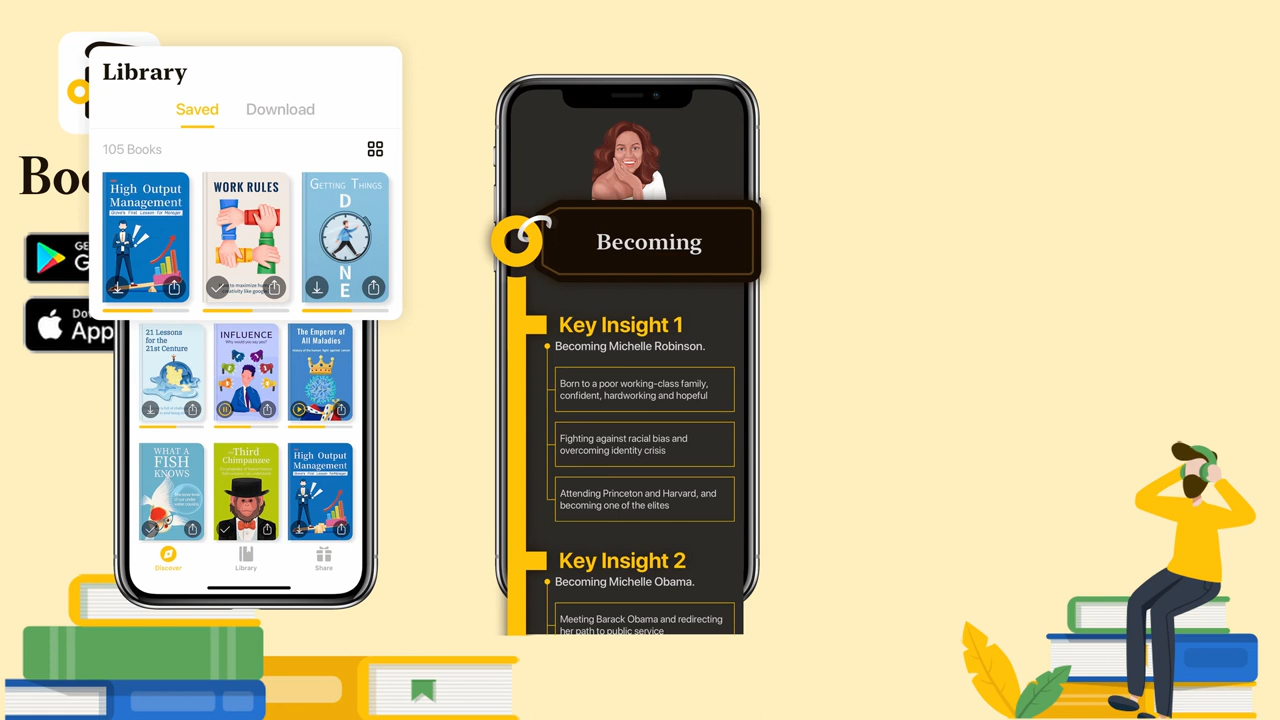 Library
Saved Download
105 Books
Boo
High Output
Management
WORK RULES
GETTING THINGS
D
NE
21 Lessons
for the
21st Centure
INFLUENCE
Why would you say yes?
The Emperor of
All Maladies
WHAT A
FISH
KNOWS
The Third
Chimpanzee
High Output
Management
Discover Library Share
Becoming
Key Insight 1
Becoming Michelle Robinson.
Born to a poor working-class family,
confident, hardworking and hopeful
Fighting against racial bias and
overcoming identity crisis
Attending Princeton and Harvard, and
becoming one of the elites
Key Insight 2
Becoming Michelle Obama.
Meeting Barack Obama and redirecting
her path to public service